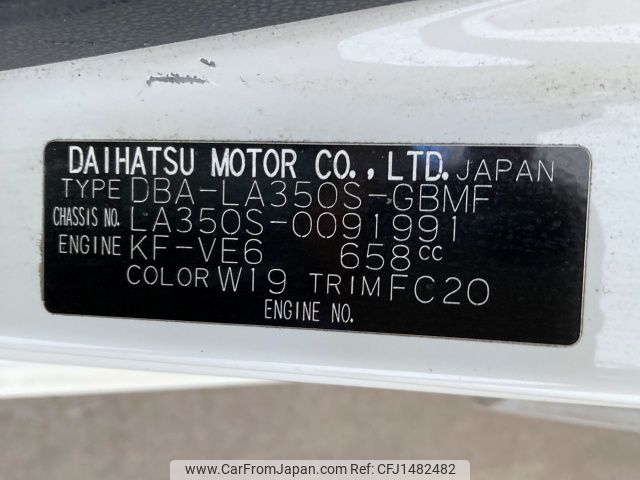 DAIHATSU MOTOR CO., LTD. JAPAN
TYPE DBA-LA350S-GBMF
CHASSIS NO. LA350S-0091991
ENGINE KF-VE6 658CC
COLOR W19 TRIM FC20
ENGINE NO.
www.CarFromJapan.com CFJ1482482